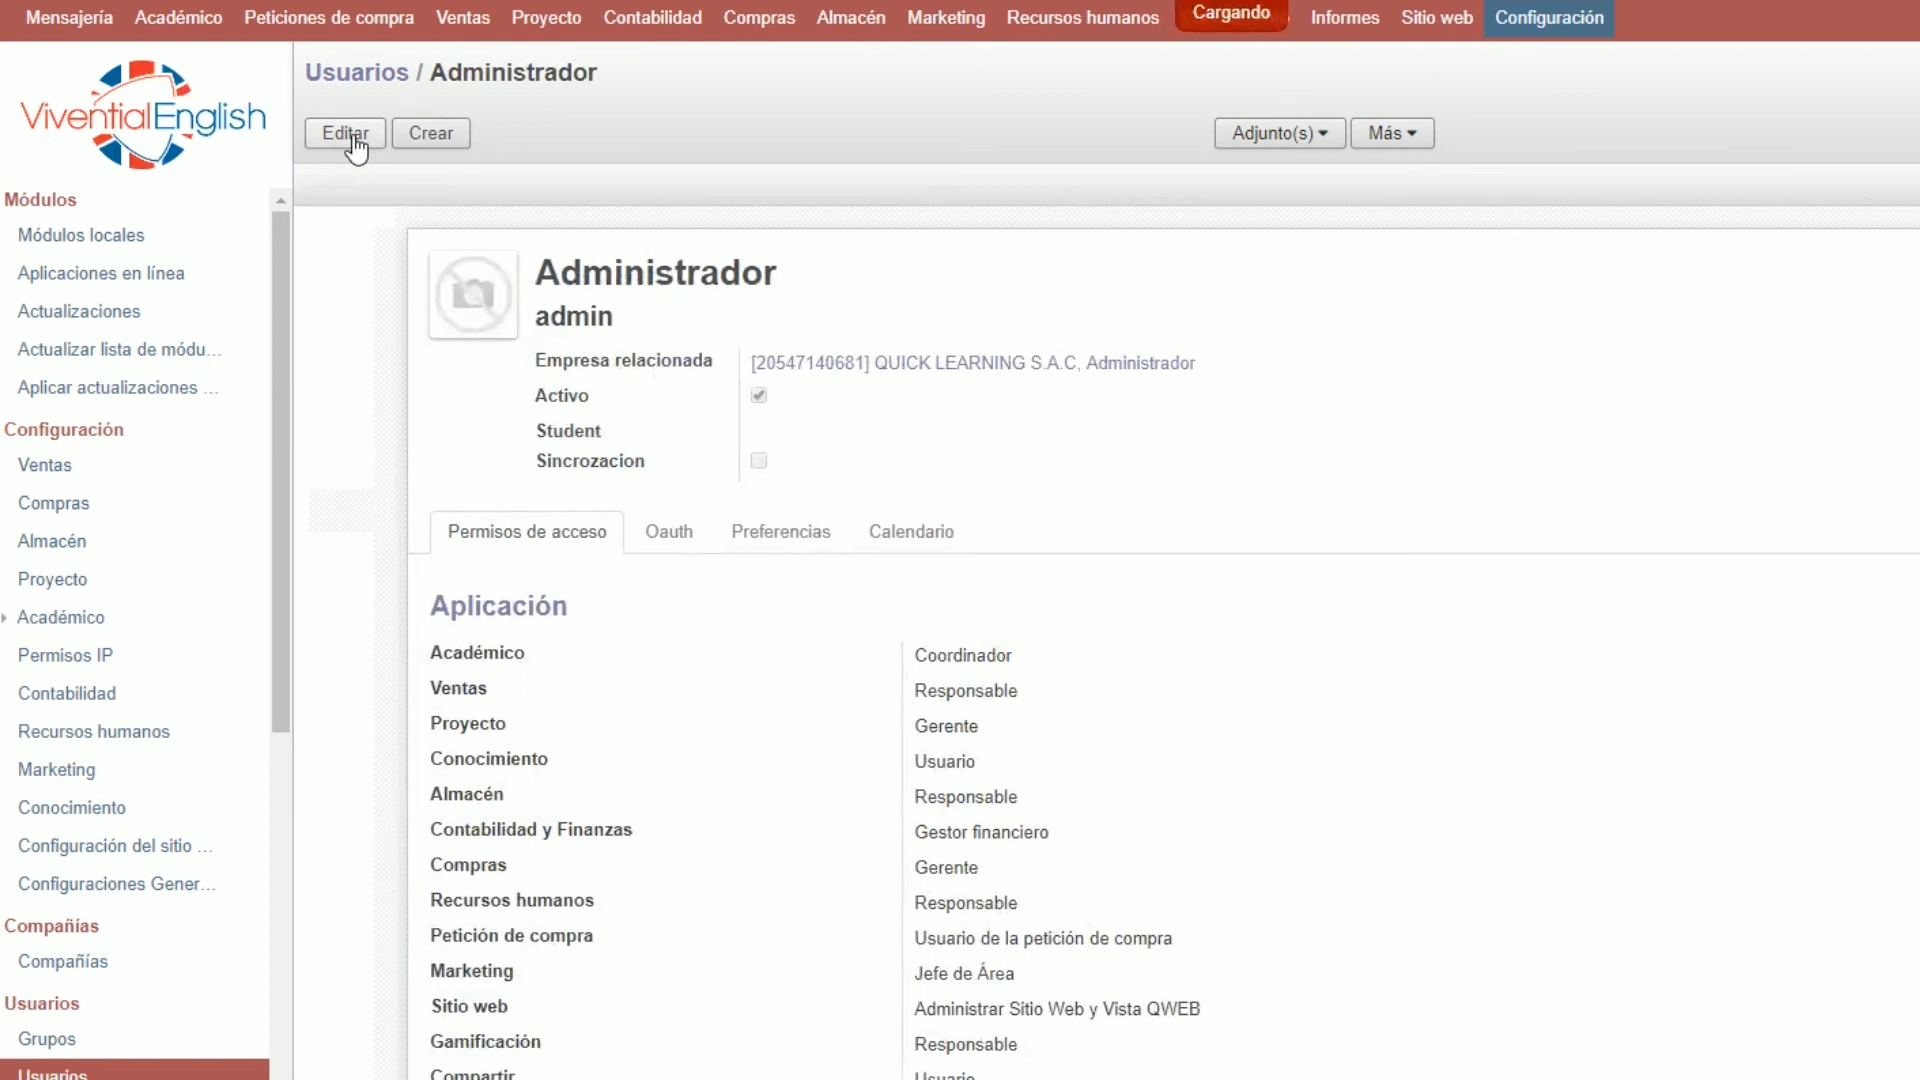 Mensajería Académico Peticiones de compra Ventas Proyecto Contabilidad Compras Almacén Marketing Recursos humanos Cargando Informes Sitio web Configuración
ViventialEnglish
Usuarios / Administrador
Editar Crear Adjunto(s) Más
Módulos
Módulos locales
Aplicaciones en línea
Actualizaciones
Actualizar lista de módu...
Aplicar actualizaciones ...
Configuración
Ventas
Compras
Almacén
Proyecto
Académico
Permisos IP
Contabilidad
Recursos humanos
Marketing
Conocimiento
Configuración del sitio ...
Configuraciones Gener...
Compañías
Compañías
Usuarios
Grupos
Usuarios
Administrador
admin
Empresa relacionada [20547140681] QUICK LEARNING S.A.C, Administrador
Activo
Student
Sincrozacion
Permisos de acceso Oauth Preferencias Calendario
Aplicación
Académico Coordinador
Ventas Responsable
Proyecto Gerente
Conocimiento Usuario
Almacén Responsable
Contabilidad y Finanzas Gestor financiero
Compras Gerente
Recursos humanos Responsable
Petición de compra Usuario de la petición de compra
Marketing Jefe de Área
Sitio web Administrar Sitio Web y Vista QWEB
Gamificación Responsable
Compartir Usuario